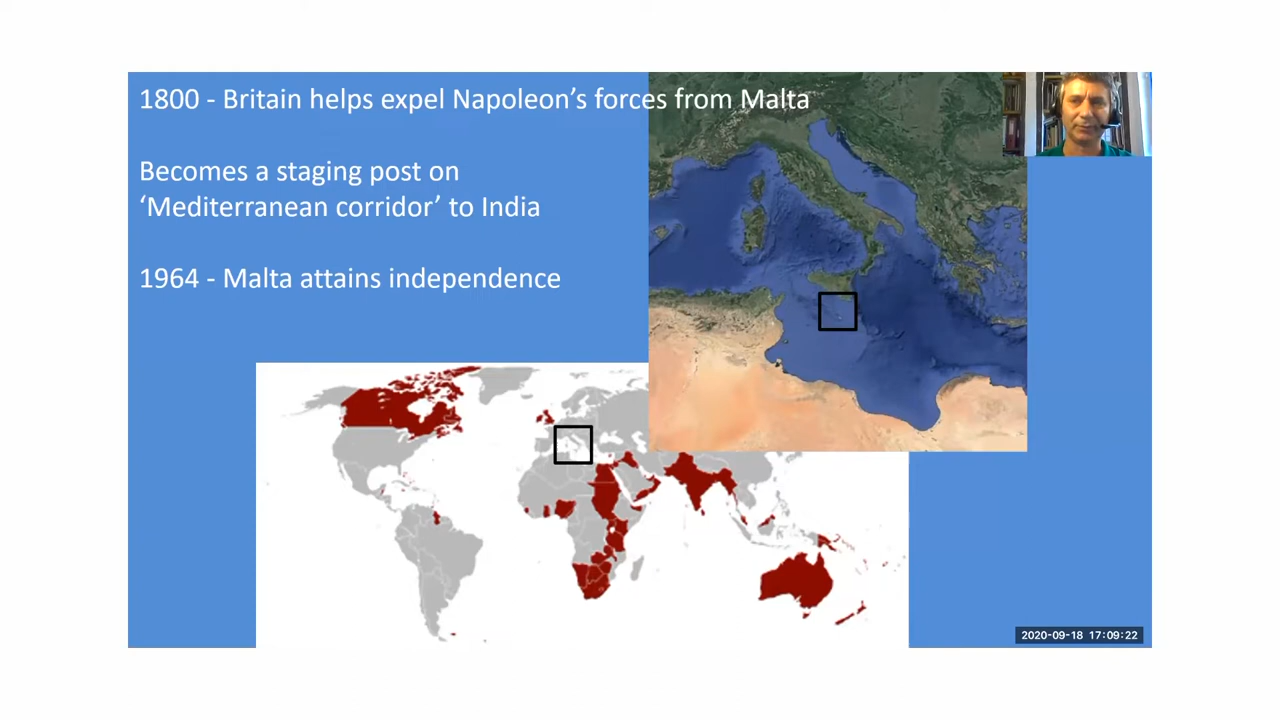 1800 - Britain helps expel Napoleon’s forces from Malta
Becomes a staging post on
‘Mediterranean corridor’ to India
1964 - Malta attains independence
2020-09-18 17:09:22